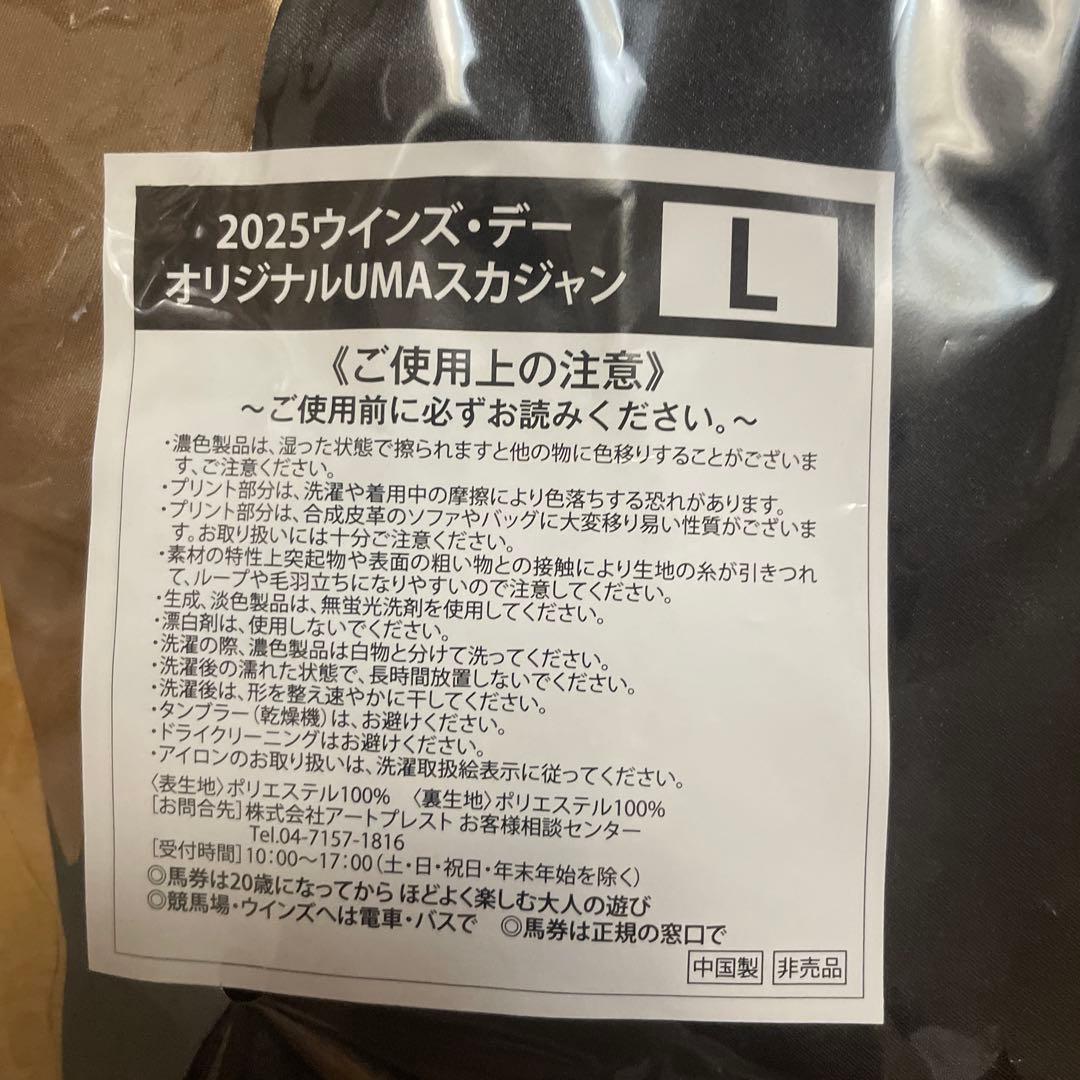 2025ウインズ・デー
オリジナルUMAスカジャン
L
《ご使用上の注意》
～ご使用前に必ずお読みください。～
・濃色製品は、湿った状態で擦られますと他の物に色移りすることがございま
す、ご注意ください。
・プリント部分は、洗濯や着用中の摩擦により色落ちする恐れがあります。
・プリント部分は、合成皮革のソファやバッグに大変移り易い性質がございま
す。お取り扱いには十分ご注意ください。
・素材の特性上突起物や表面の粗い物との接触により生地の糸が引きつれ
て、ループや毛羽立ちになりやすいので注意してください。
・生成、淡色製品は、無蛍光洗剤を使用してください。
・漂白剤は、使用しないでください。
・洗濯の際、濃色製品は白物と分けて洗ってください。
・洗濯後の濡れた状態で、長時間放置しないでください。
・洗濯後は、形を整え速やかに干してください。
・タンブラー（乾燥機）は、お避けください。
・ドライクリーニングはお避けください。
・アイロンのお取り扱いは、洗濯取扱絵表示に従ってください。
〈表生地〉ポリエステル100%　〈裏生地〉ポリエステル100%
[お問合先]株式会社アートプレスト お客様相談センター
Tel.04-7157-1816
[受付時間]10：00～17：00（土・日・祝日・年末年始を除く）
◎馬券は20歳になってから ほどよく楽しむ大人の遊び
◎競馬場・ウインズへは電車・バスで　◎馬券は正規の窓口で
中国製 非売品